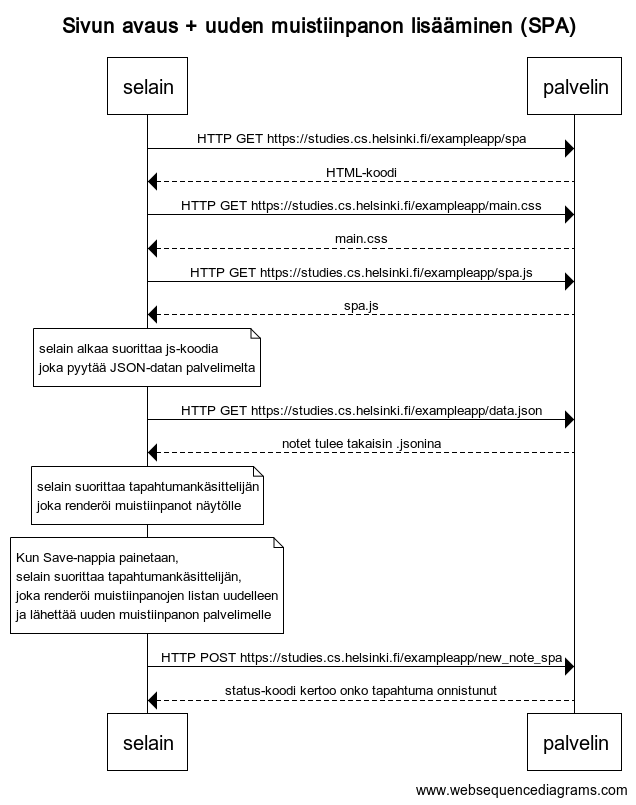 Sivun avaus + uuden muistiinpanon lisääminen (SPA)
selain
palvelin
HTTP GET https://studies.cs.helsinki.fi/exampleapp/spa
HTML-koodi
HTTP GET https://studies.cs.helsinki.fi/exampleapp/main.css
main.css
HTTP GET https://studies.cs.helsinki.fi/exampleapp/spa.js
spa.js
selain alkaa suorittaa js-koodia
joka pyytää JSON-datan palvelimelta
HTTP GET https://studies.cs.helsinki.fi/exampleapp/data.json
notet tulee takaisin .jsonina
selain suorittaa tapahtumankäsittelijän
joka renderöi muistiinpanot näytölle
Kun Save-nappia painetaan,
selain suorittaa tapahtumankäsittelijän,
joka renderöi muistiinpanojen listan uudelleen
ja lähettää uuden muistiinpanon palvelimelle
HTTP POST https://studies.cs.helsinki.fi/exampleapp/new_note_spa
status-koodi kertoo onko tapahtuma onnistunut
selain
palvelin
www.websequencediagrams.com